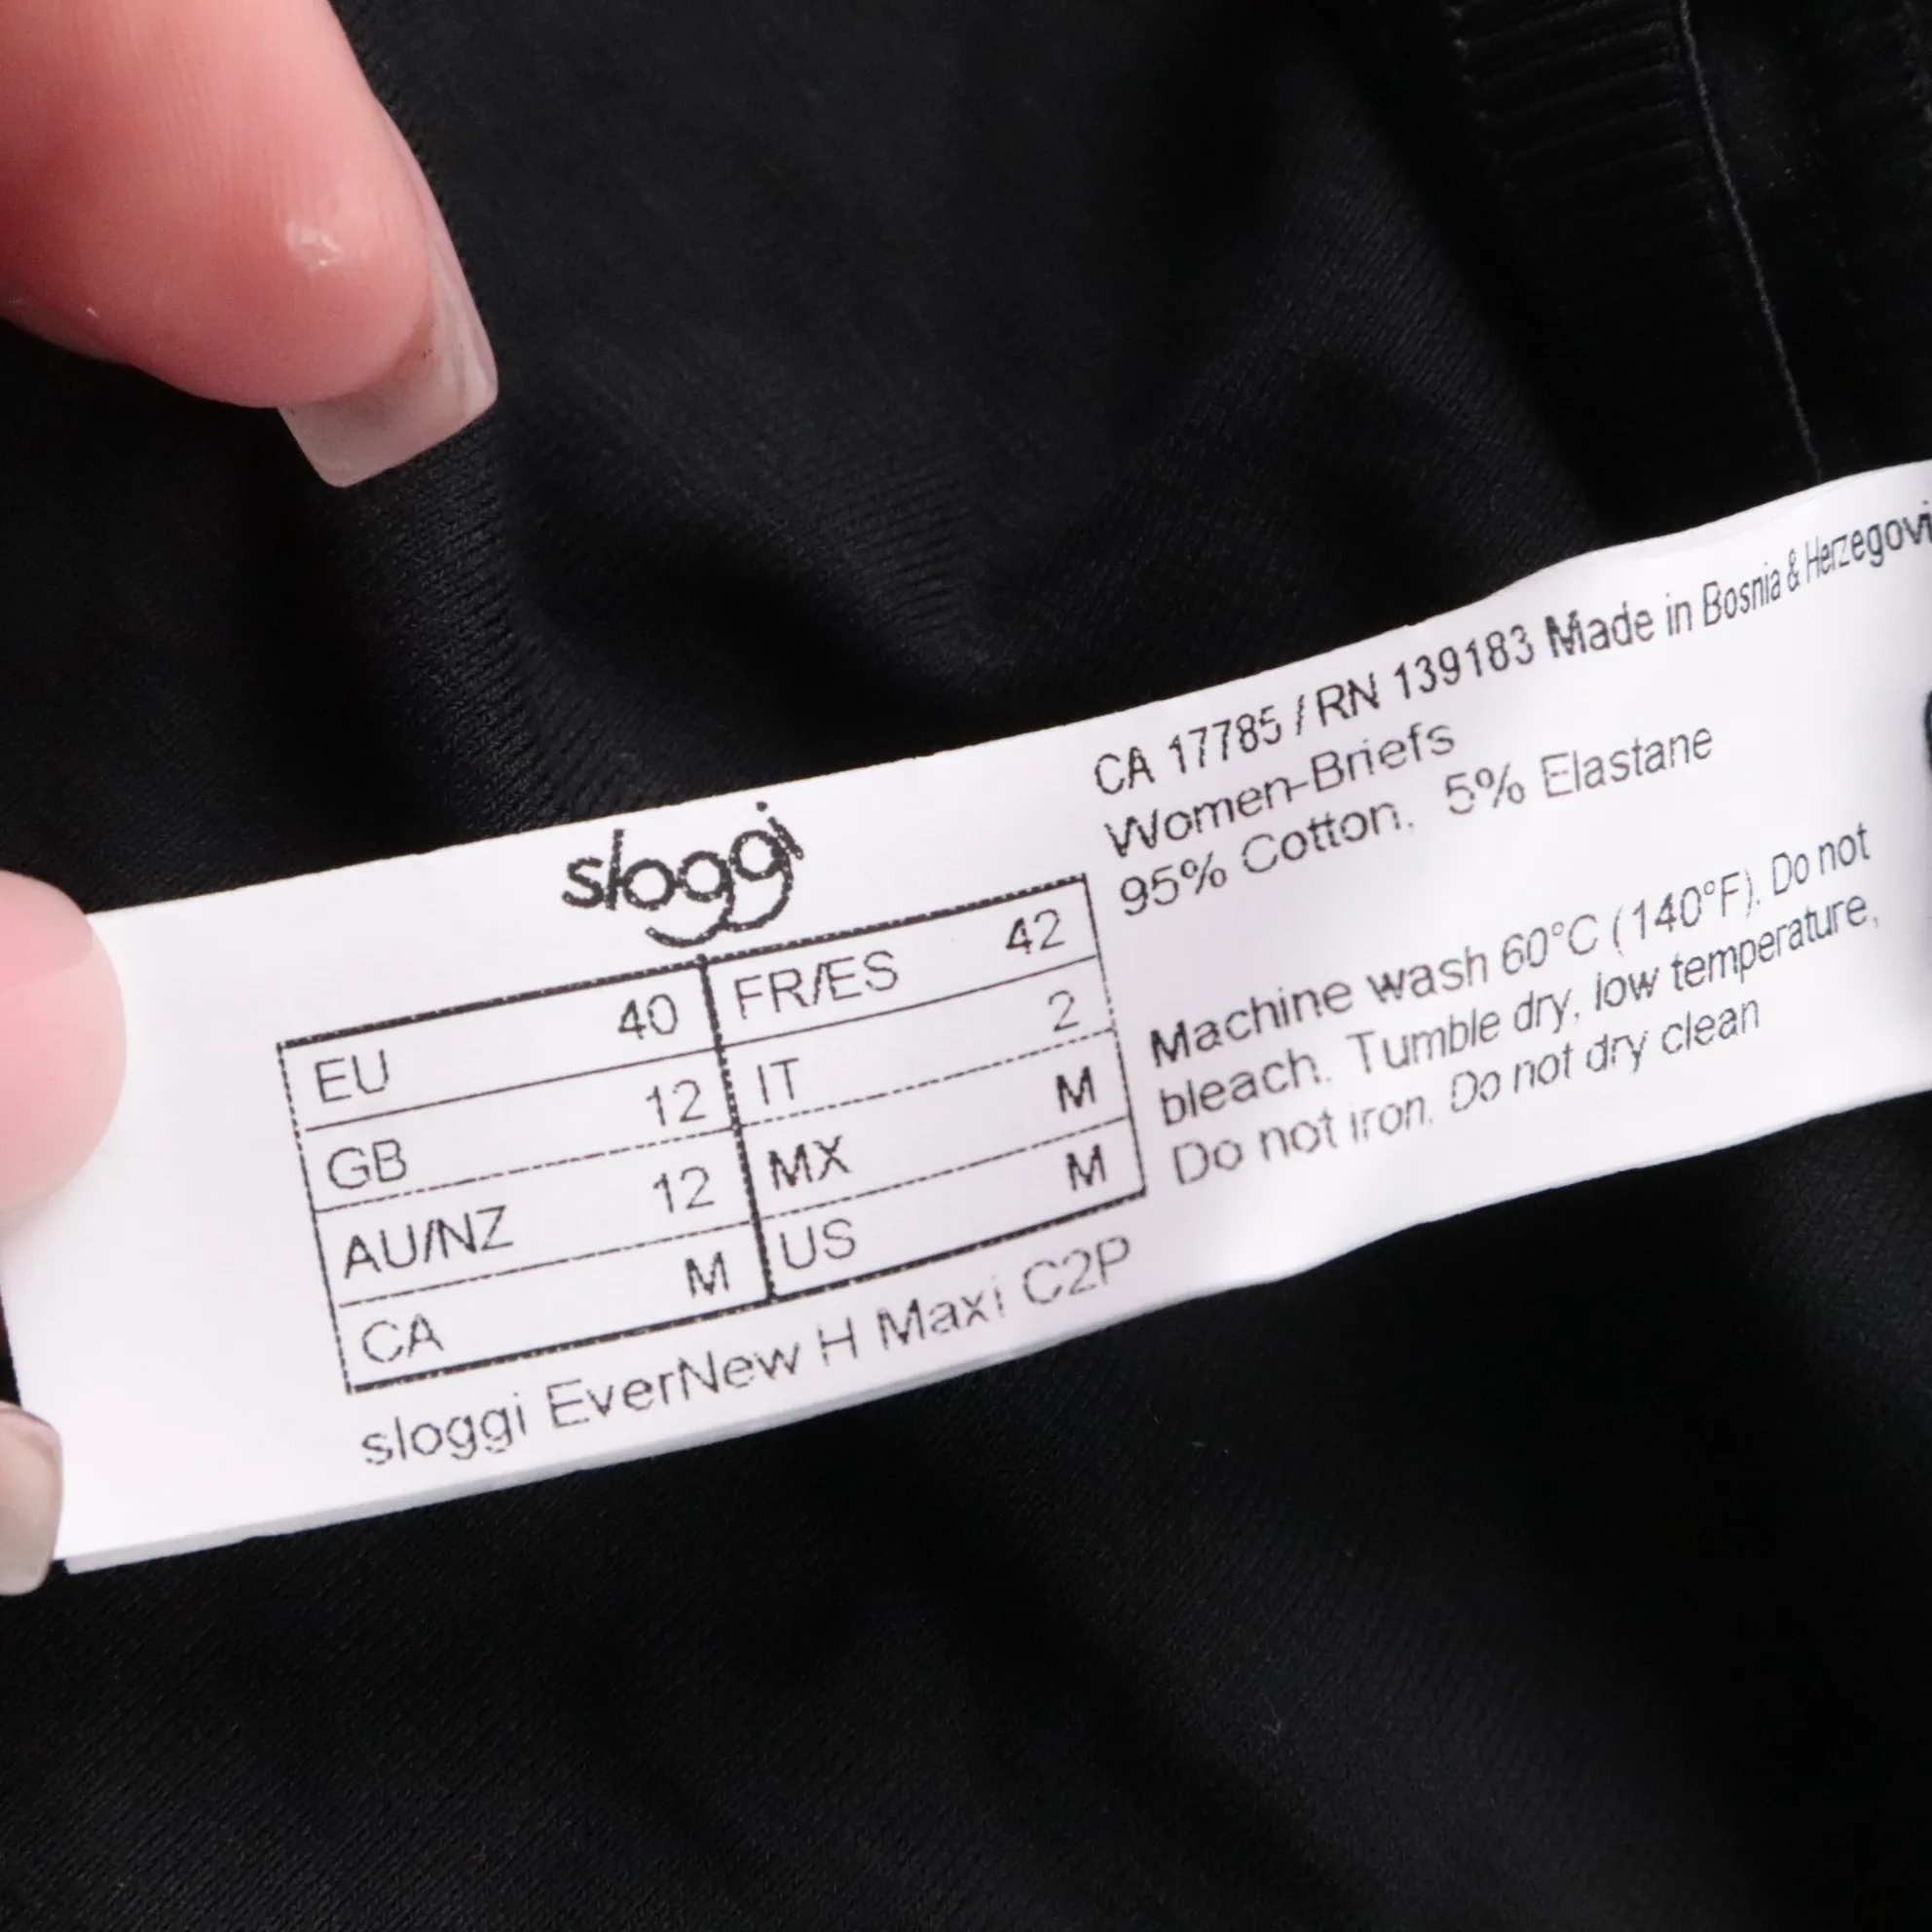 sloggi
EU 40 FR/ES 42
GB 12 IT 2
AU/NZ 12 MX M
CA M US M
sloggi EverNew H Maxi C2P
CA 17785 / RN 139183 Made in Bosnia & Herzegovi
Women-Briefs
95% Cotton, 5% Elastane
Machine wash 60°C (140°F). Do not
bleach. Tumble dry, low temperature,
Do not iron. Do not dry clean